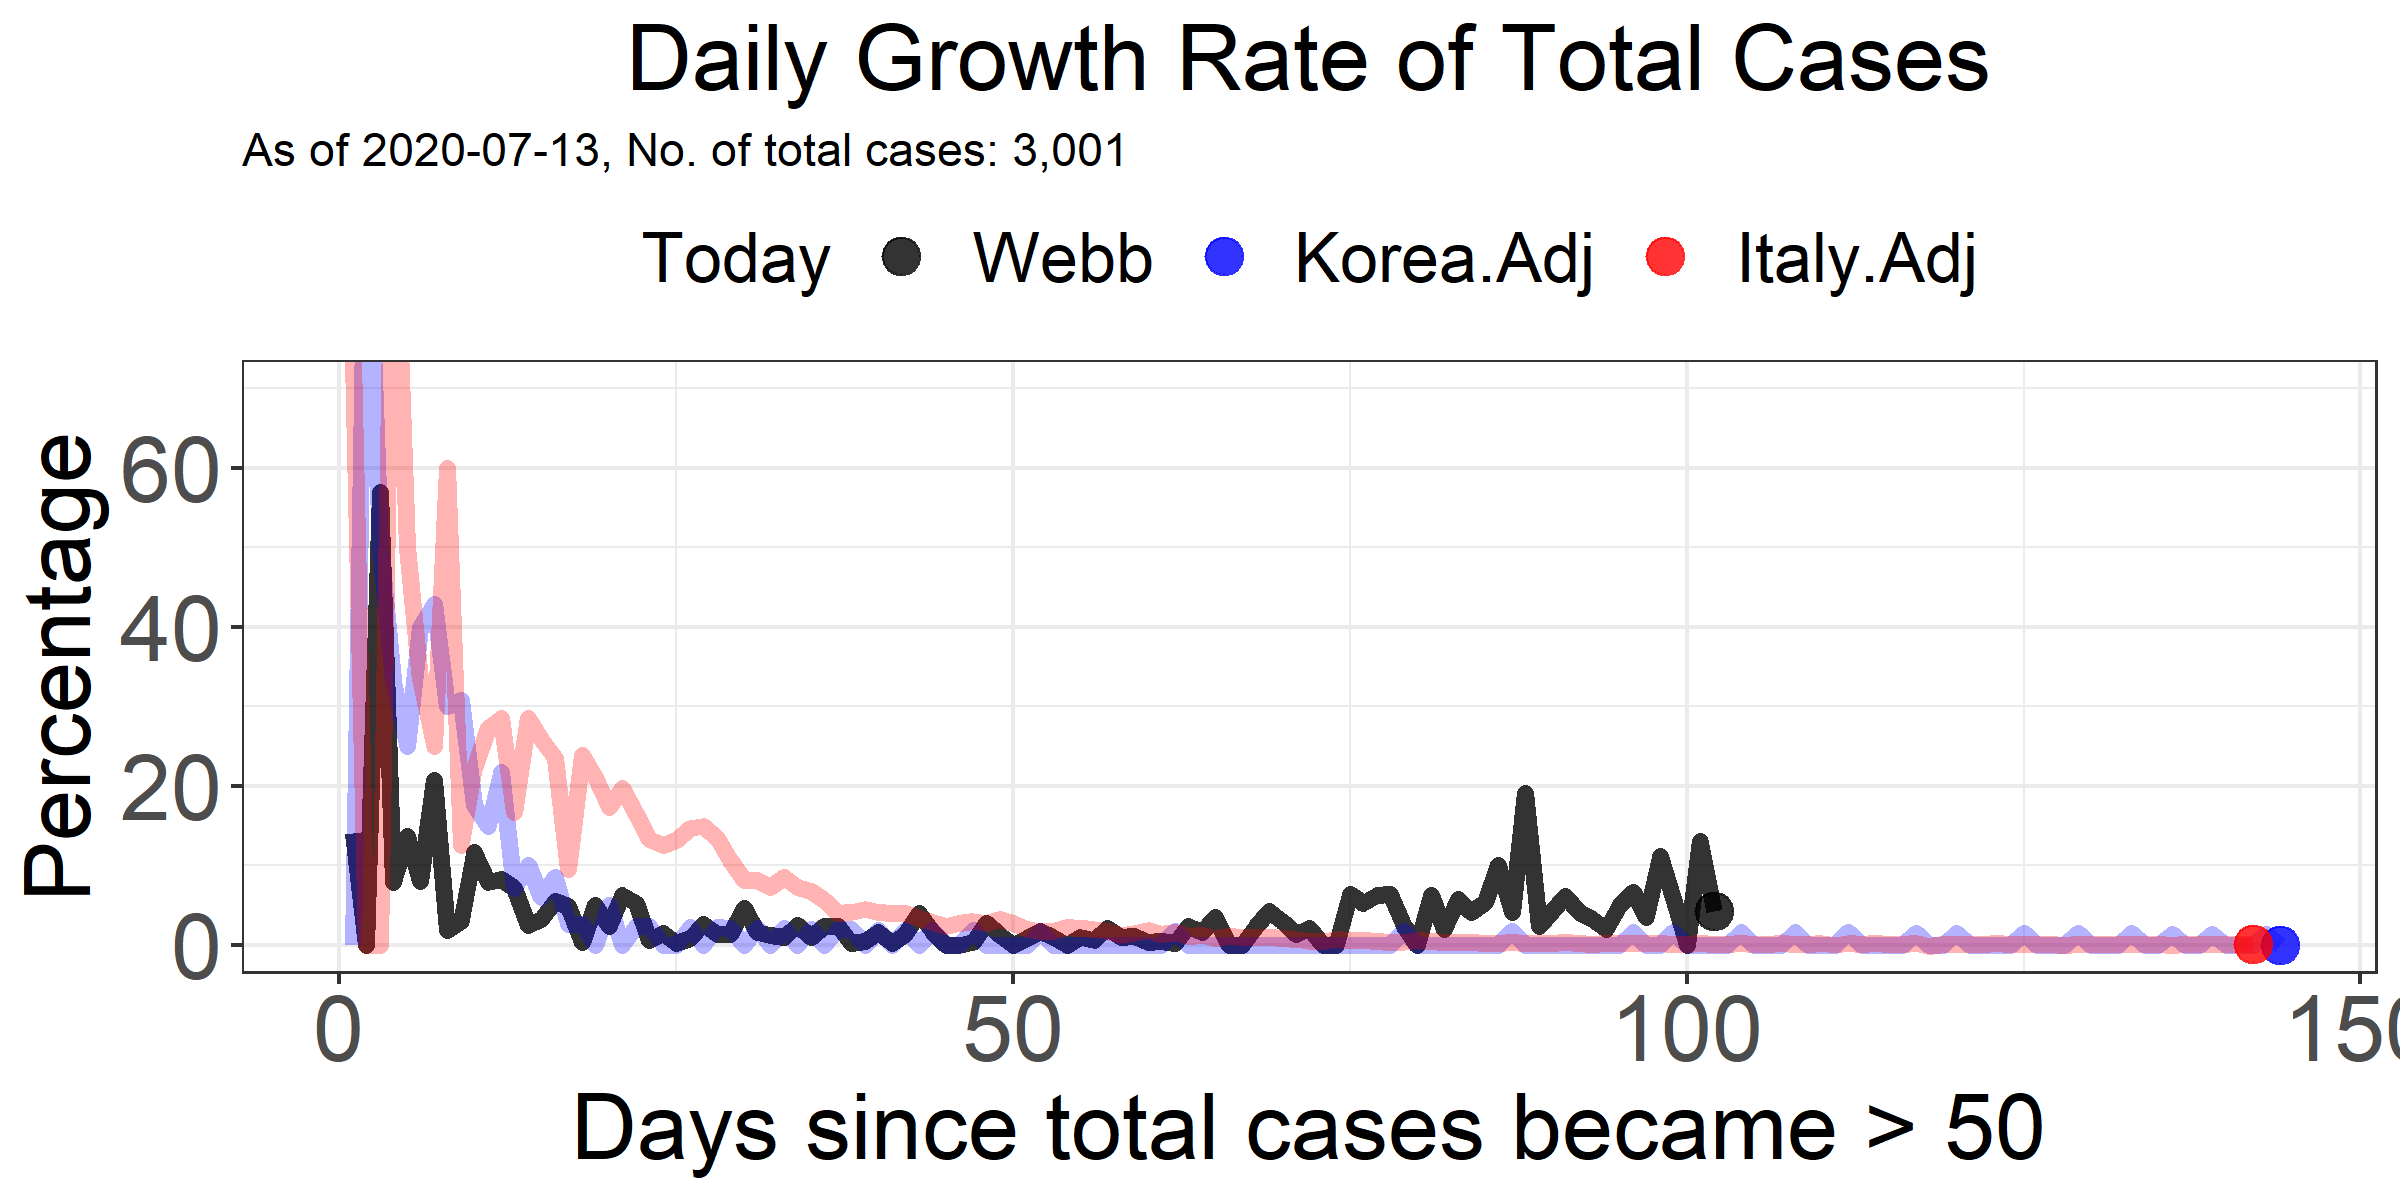 Daily Growth Rate of Total Cases
As of 2020-07-13, No. of total cases: 3,001
Today Webb Korea.Adj Italy.Adj
Percentage
60
40
20
0
0 50 100 150
Days since total cases became > 50